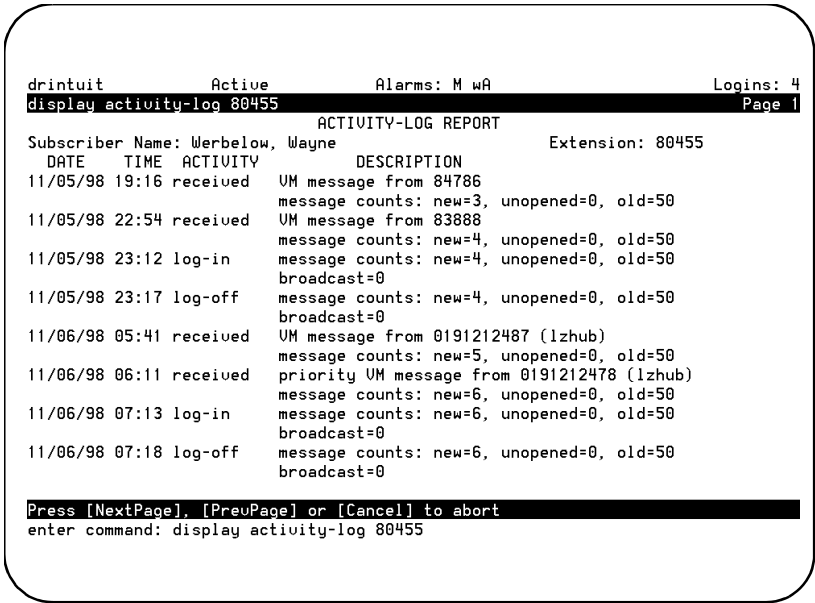 drintuit Active Alarms: M wA Logins: 4
display activity-log 80455 Page 1
ACTIVITY-LOG REPORT
Subscriber Name: Werbelow, Wayne Extension: 80455
DATE TIME ACTIVITY DESCRIPTION
11/05/98 19:16 received VM message from 84786
message counts: new=3, unopened=0, old=50
11/05/98 22:54 received VM message from 83888
message counts: new=4, unopened=0, old=50
11/05/98 23:12 log-in message counts: new=4, unopened=0, old=50
broadcast=0
11/05/98 23:17 log-off message counts: new=4, unopened=0, old=50
broadcast=0
11/06/98 05:41 received VM message from 0191212487 (lzhub)
message counts: new=5, unopened=0, old=50
11/06/98 06:11 received priority VM message from 0191212478 (lzhub)
message counts: new=6, unopened=0, old=50
11/06/98 07:13 log-in message counts: new=6, unopened=0, old=50
broadcast=0
11/06/98 07:18 log-off message counts: new=6, unopened=0, old=50
broadcast=0
Press [NextPage], [PrevPage] or [Cancel] to abort
enter command: display activity-log 80455